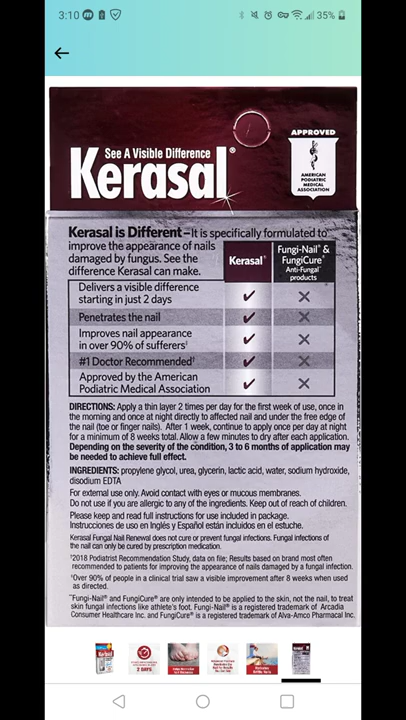 3:10
35%
See A Visible Difference
Kerasal®
APPROVED
AMERICAN
PODIATRIC
MEDICAL
ASSOCIATION
Kerasal is Different–It is specifically formulated to
improve the appearance of nails
damaged by fungus. See the
difference Kerasal can make.
Kerasal®
Fungi-Nail® &
FungiCure®
Anti-Fungal**
products
Delivers a visible difference
starting in just 2 days
Penetrates the nail
Improves nail appearance
in over 90% of sufferers‡
#1 Doctor Recommended†
Approved by the American
Podiatric Medical Association
DIRECTIONS: Apply a thin layer 2 times per day for the first week of use, once in
the morning and once at night directly to affected nail and under the free edge of
the nail (toe or finger nails). After 1 week, continue to apply once per day at night
for a minimum of 8 weeks total. Allow a few minutes to dry after each application.
Depending on the severity of the condition, 3 to 6 months of application may
be needed to achieve full effect.
INGREDIENTS: propylene glycol, urea, glycerin, lactic acid, water, sodium hydroxide,
disodium EDTA
For external use only. Avoid contact with eyes or mucous membranes.
Do not use if you are allergic to any of the ingredients. Keep out of reach of children.
Please keep and read full instructions for use included in package.
Instrucciones de uso en Inglés y Español están incluidos en el estuche.
Kerasal Fungal Nail Renewal does not cure or prevent fungal infections. Fungal infections of
the nail can only be cured by prescription medication.
†2018 Podiatrist Recommendation Study, data on file; Results based on brand most often
recommended to patients for improving the appearance of nails damaged by a fungal infection.
‡Over 90% of people in a clinical trial saw a visible improvement after 8 weeks when used
as directed.
**Fungi-Nail® and FungiCure® are only intended to be applied to the skin, not the nail, to treat
skin fungal infections like athlete's foot. Fungi-Nail® is a registered trademark of Arcadia
Consumer Healthcare Inc. and FungiCure® is a registered trademark of Alva-Amco Pharmacal Inc.
Kerasal
2 DAYS